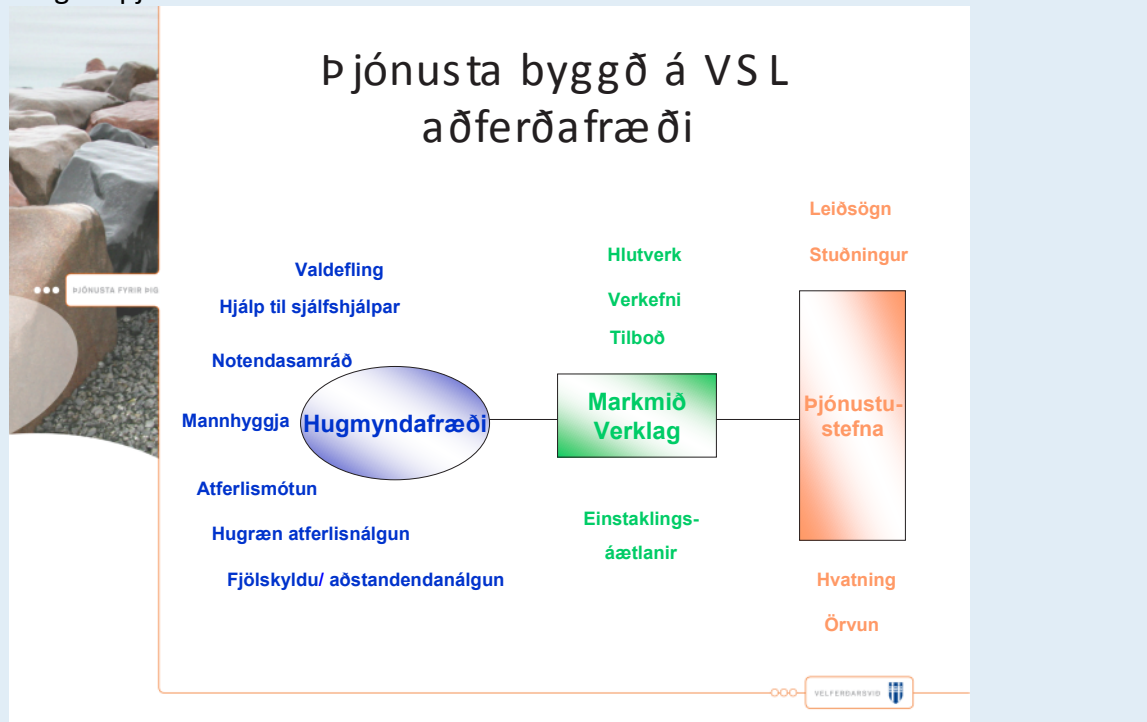 Þjónusta byggð á VSL
aðferðafræði
ÞJÓNUSTA FYRIR ÞIG
Valdefling
Hjálp til sjálfshjálpar
Notendasamráð
Mannhyggja
Hugmyndafræði
Atferlismótun
Hugræn atferlisnálgun
Fjölskyldu/ aðstandendanálgun
Hlutverk
Verkefni
Tilboð
Markmið
Verklag
Einstaklings-
áætlanir
Leiðsögn
Stuðningur
Þjónustu-
stefna
Hvatning
Örvun
VELFERÐARSVIÐ